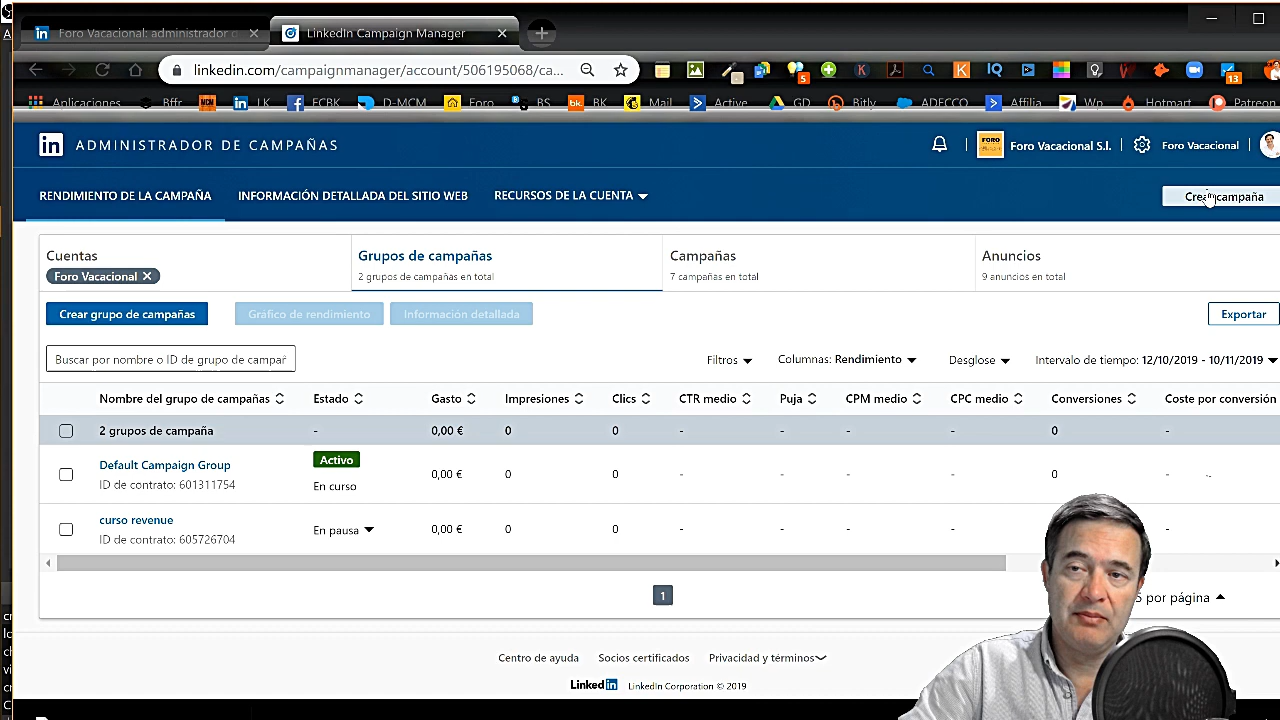 Foro Vacacional: administrador d
LinkedIn Campaign Manager
linkedin.com/campaignmanager/account/506195068/ca...
5
13
Aplicaciones Bffr LK FCBK D-MCM Foro BS BK Mail Active GD Bitly ADECCO Affilia Wp Hotmart Patreon
in ADMINISTRADOR DE CAMPAÑAS
FORO
Foro Vacacional S.l.
Foro Vacacional
RENDIMIENTO DE LA CAMPAÑA INFORMACIÓN DETALLADA DEL SITIO WEB RECURSOS DE LA CUENTA
campaña
Cuentas Grupos de campañas Campañas Anuncios
Foro Vacacional 2 grupos de campañas en total 7 campañas en total 9 anuncios en total
Crear grupo de campañas Gráfico de rendimiento Información detallada Exportar
Buscar por nombre o ID de grupo de campañ Filtros Columnas: Rendimiento Desglose Intervalo de tiempo: 12/10/2019 - 10/11/2019
Nombre del grupo de campañas Estado Gasto Impresiones Clics CTR medio Puja CPM medio CPC medio Conversiones Coste por conversión
2 grupos de campaña - 0,00 € 0 0 - - - - 0 -
Default Campaign Group Activo 0,00 € 0 0 - - - - 0 -
ID de contrato: 601311754 En curso
curso revenue En pausa 0,00 € 0 0 - - - - -
ID de contrato: 605726704
1
5 por página
Centro de ayuda Socios certificados Privacidad y términos
Linked in LinkedIn Corporation © 2019